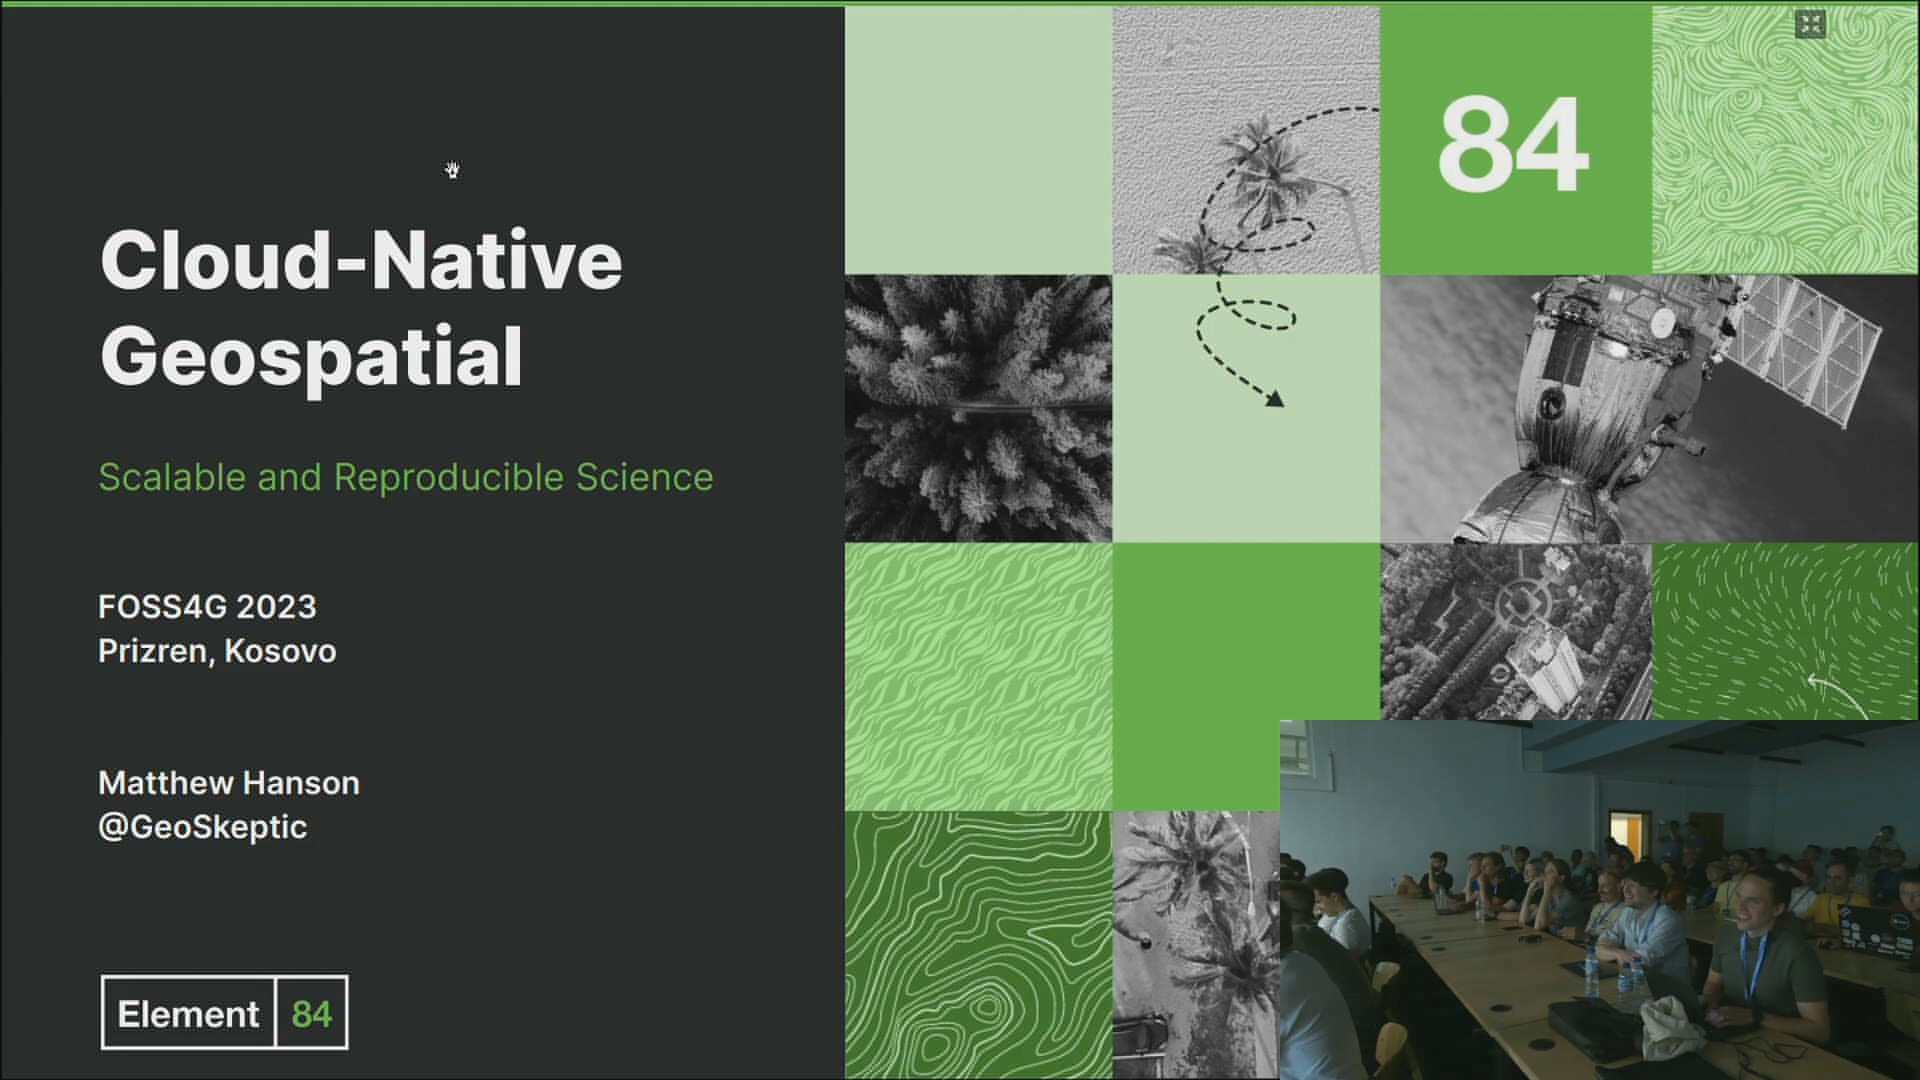 Cloud-Native
Geospatial
Scalable and Reproducible Science
FOSS4G 2023
Prizren, Kosovo
Matthew Hanson
@GeoSkeptic
Element 84
84